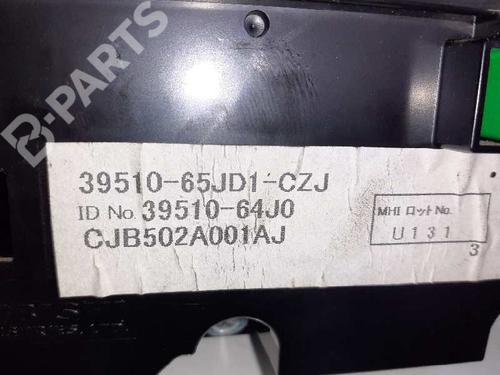 B-PARTS
39510-65JD1-CZJ
ID No. 39510-64J0
CJB502A001AJ
MHI ロット No.
U131
3